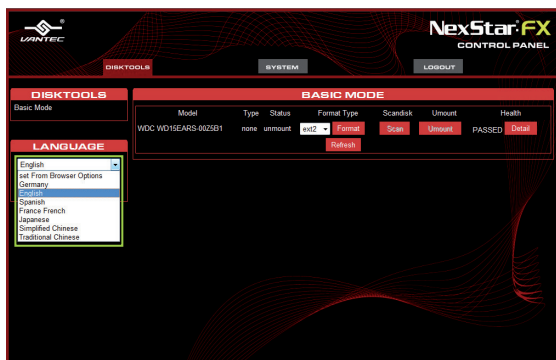 VANTEC
NexStar FX
CONTROL PANEL
DISKTOOLS
SYSTEM
LOGOUT
DISKTOOLS
Basic Mode
BASIC MODE
Model Type Status Format Type Scandisk Umount Health
WDC WD15EARS-00Z5B1 none unmount ext2 Format Scan Umount PASSED Detail
Refresh
LANGUAGE
English
set From Browser Options
Germany
English
Spanish
France French
Japanese
Simplified Chinese
Traditional Chinese